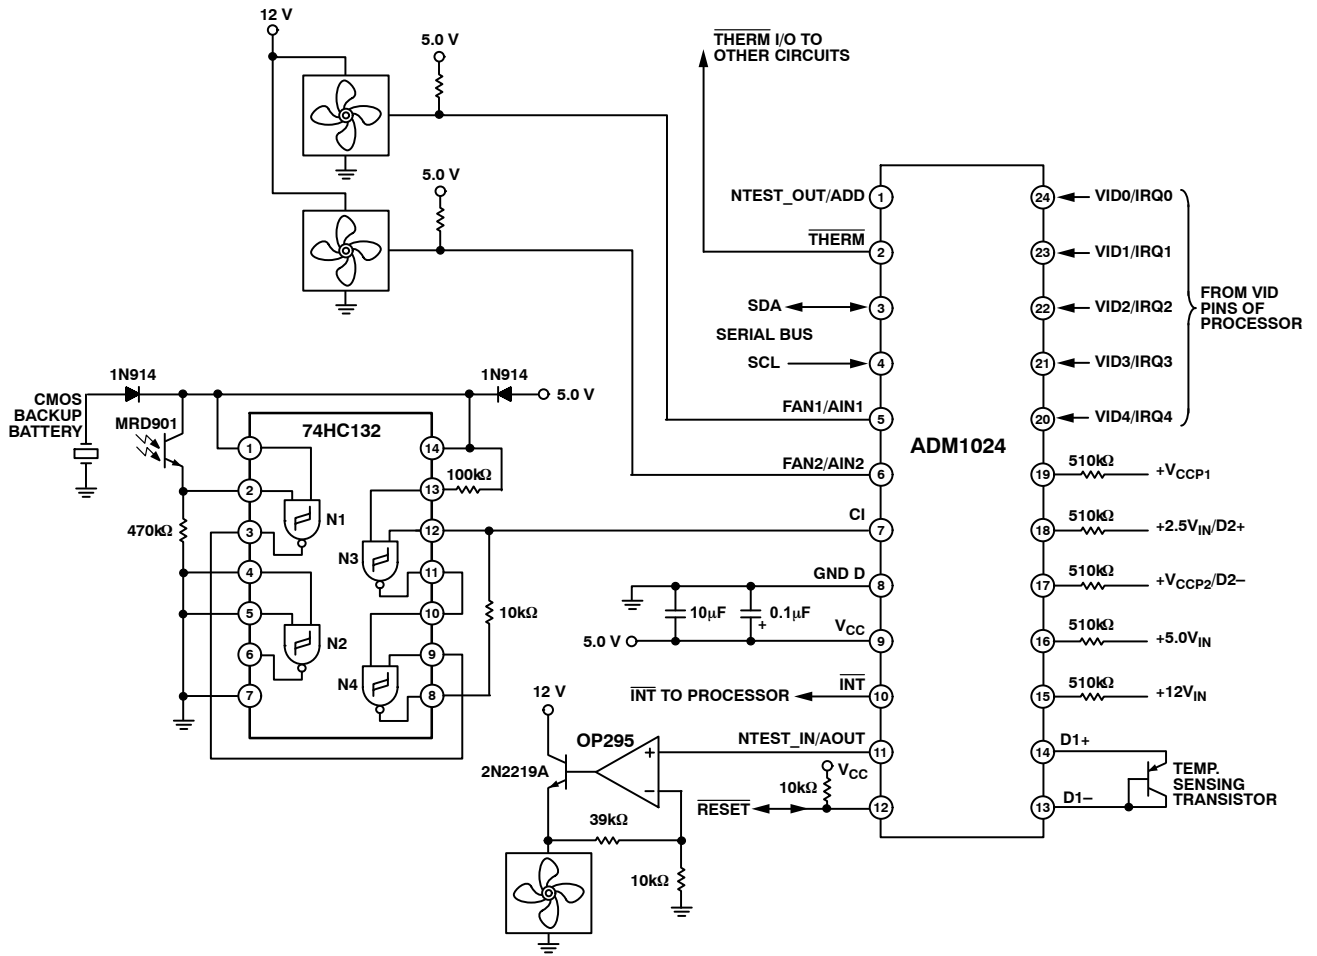 12 V
5.0 V
THERM I/O TO
OTHER CIRCUITS
5.0 V
NTEST_OUT/ADD
1
24
VID0/IRQ0
THERM
2
23
VID1/IRQ1
SDA
3
22
VID2/IRQ2
FROM VID
PINS OF
PROCESSOR
SERIAL BUS
SCL
4
21
VID3/IRQ3
FAN1/AIN1
5
20
VID4/IRQ4
ADM1024
FAN2/AIN2
6
19
510kΩ
+VCCP1
CI
7
18
510kΩ
+2.5VIN/D2+
GND D
8
17
510kΩ
+VCCP2/D2–
10μF
0.1μF
+
5.0 V
VCC
9
16
510kΩ
+5.0VIN
INT TO PROCESSOR
INT
10
15
510kΩ
+12VIN
NTEST_IN/AOUT
11
14
D1+
VCC
10kΩ
RESET
12
13
D1–
TEMP.
SENSING
TRANSISTOR
1N914
1N914
5.0 V
CMOS
BACKUP
BATTERY
MRD901
74HC132
1
14
100kΩ
2
13
N1
470kΩ
3
12
N3
4
11
5
10
10kΩ
N2
6
9
N4
7
8
12 V
OP295
+
–
2N2219A
39kΩ
10kΩ